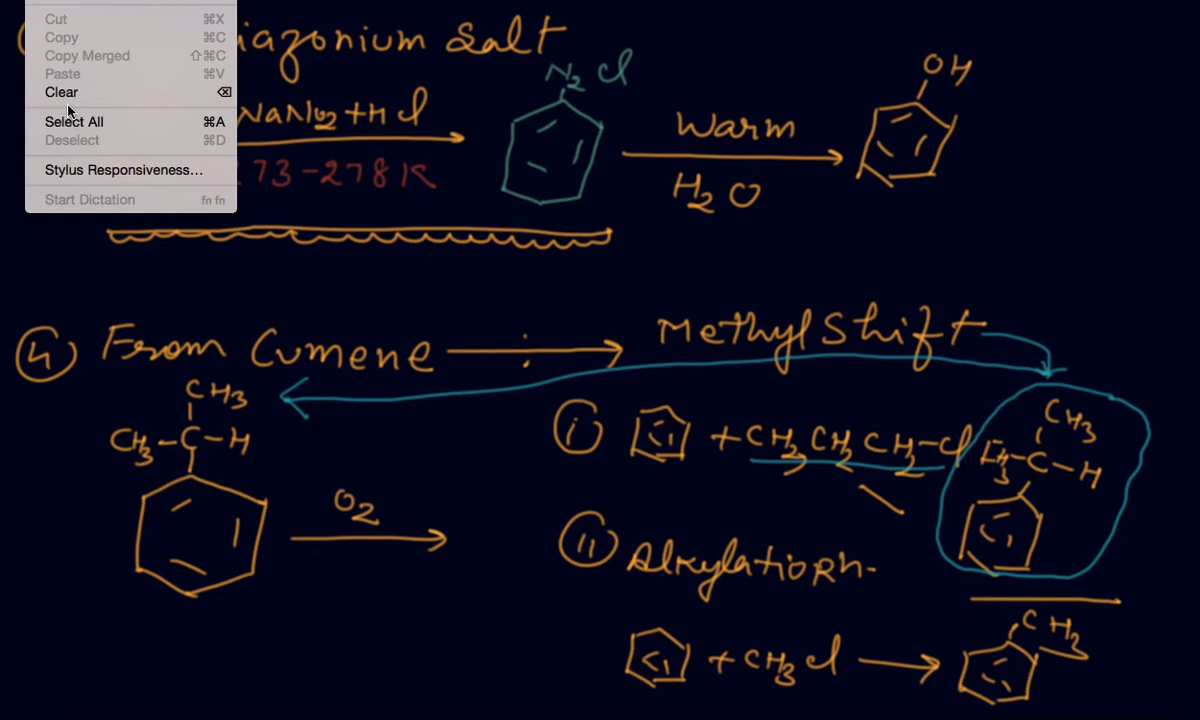 Cut ⌘X
Copy ⌘C
Copy Merged ⇧⌘C
Paste ⌘V
Clear ⌫
Select All ⌘A
Deselect ⌘D
Stylus Responsiveness...
Start Dictation fn fn
iazonium Salt
NaNO2 + HCl
73-278K
N2Cl
Warm
H2O
OH
4 From Cumene : Methyl Shift
CH3
CH3-C-H
O2
i + CH2CH2CH2-Cl
CH3
CH3-C-H
ii Alkylation.
+ CH3Cl
CH3